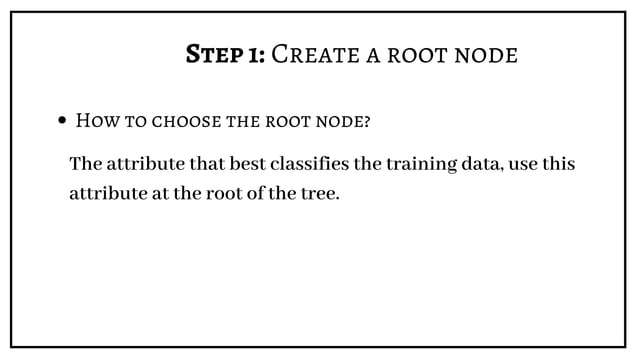 Step 1: Create a root node
• How to choose the root node?
The attribute that best classifies the training data, use this
attribute at the root of the tree.